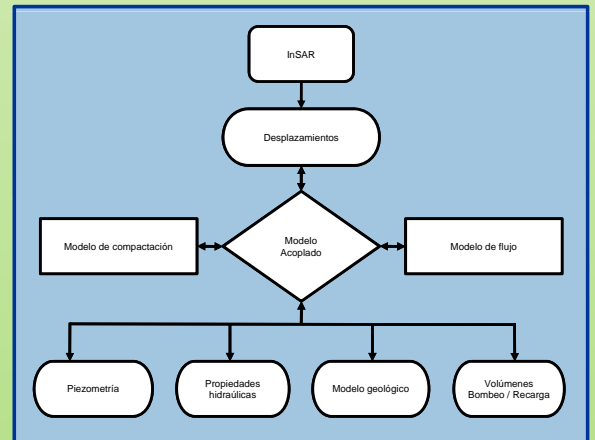 InSAR
Desplazamientos
Modelo
Acoplado
Modelo de compactación
Modelo de flujo
Piezometría
Propiedades
hidraúlicas
Modelo geológico
Volúmenes
Bombeo / Recarga